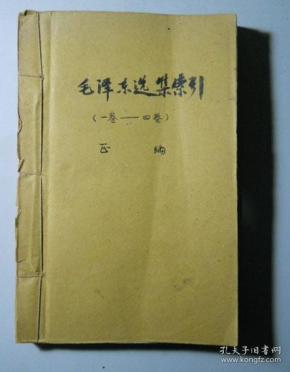 毛泽东选集索引
（一卷——四卷）
正 编
孔夫子旧书网